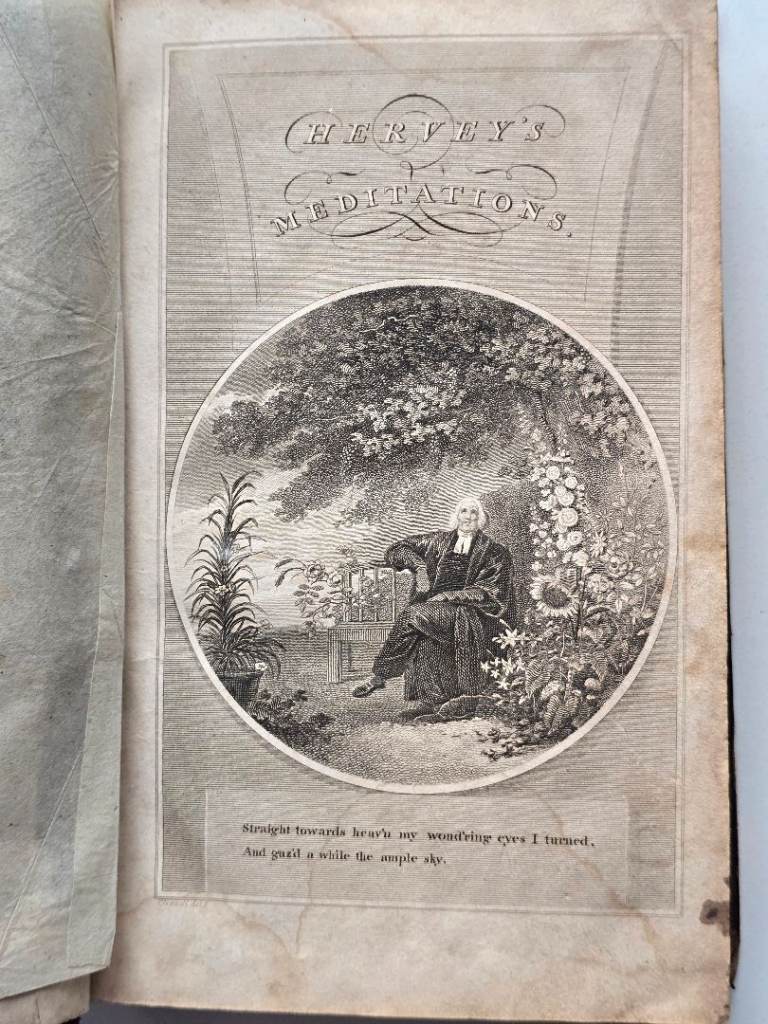 HERVEY'S
MEDITATIONS.
Straight towards heav'n my wond'ring eyes I turned,
And gaz'd a while the ample sky.